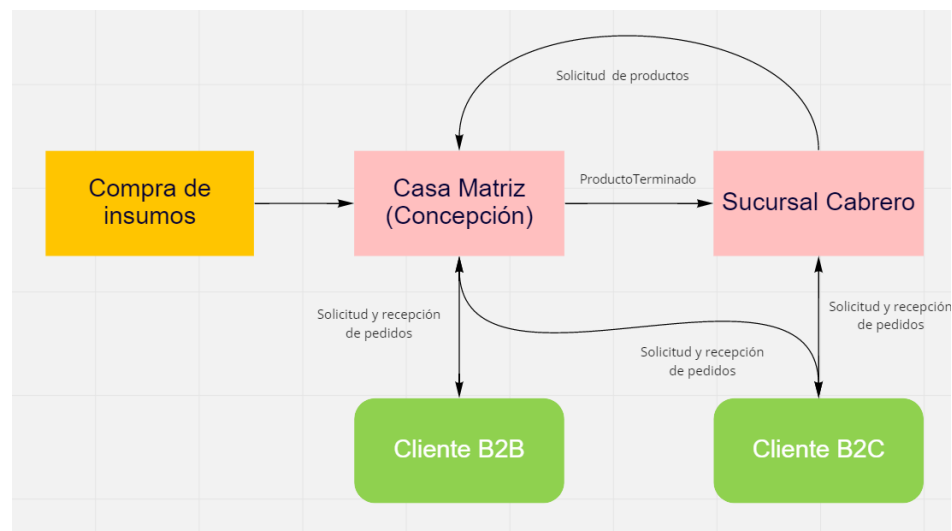 Solicitud de productos
Compra de
insumos
Casa Matriz
(Concepción)
ProductoTerminado
Sucursal Cabrero
Solicitud y recepción
de pedidos
Solicitud y recepción
de pedidos
Solicitud y recepción
de pedidos
Cliente B2B
Cliente B2C